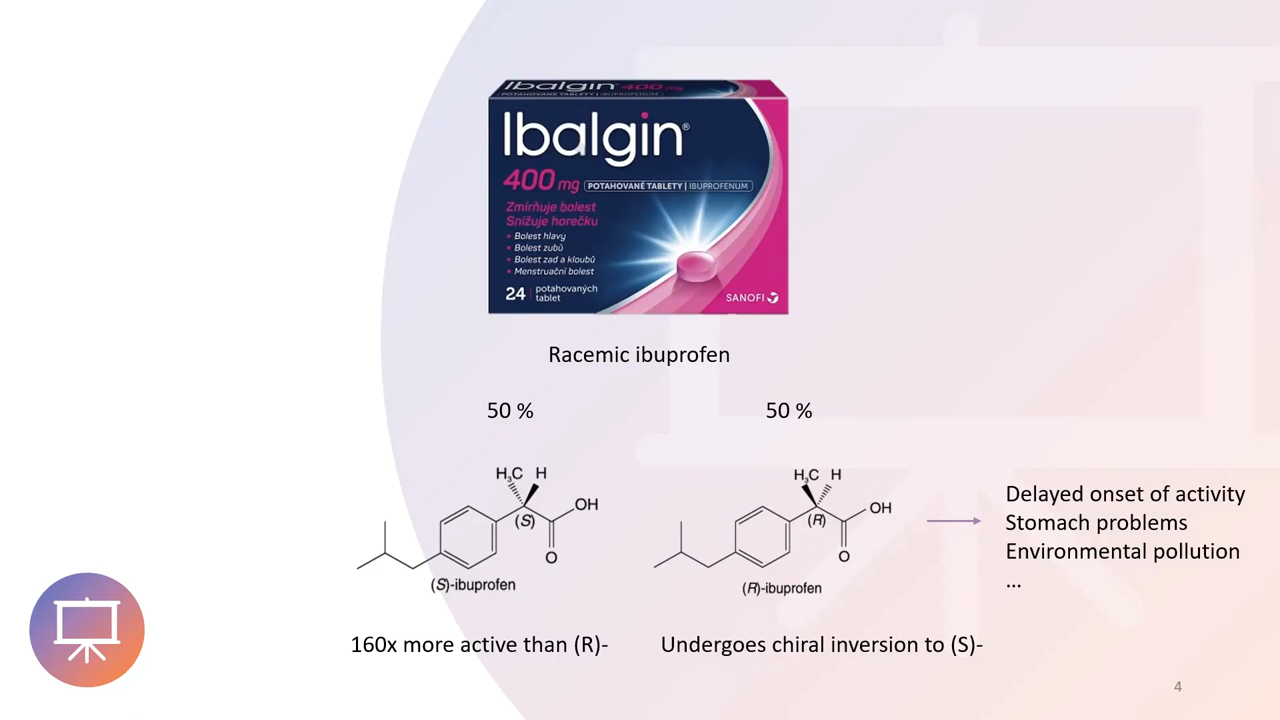 Ibalgin 400 mg
POTAHOVANÉ TABLETY | IBUPROFENUM
Ibalgin®
400 mg POTAHOVANÉ TABLETY | IBUPROFENUM
Zmírňuje bolest
Snižuje horečku
• Bolest hlavy
• Bolest zubů
• Bolest zad a kloubů
• Menstruační bolest
24 potahovaných
tablet
SANOFI
Racemic ibuprofen
50 %
50 %
H₃C H
OH
(S)
O
(S)-ibuprofen
H₃C H
OH
(R)
O
(R)-ibuprofen
Delayed onset of activity
Stomach problems
Environmental pollution
...
160x more active than (R)-
Undergoes chiral inversion to (S)-
4